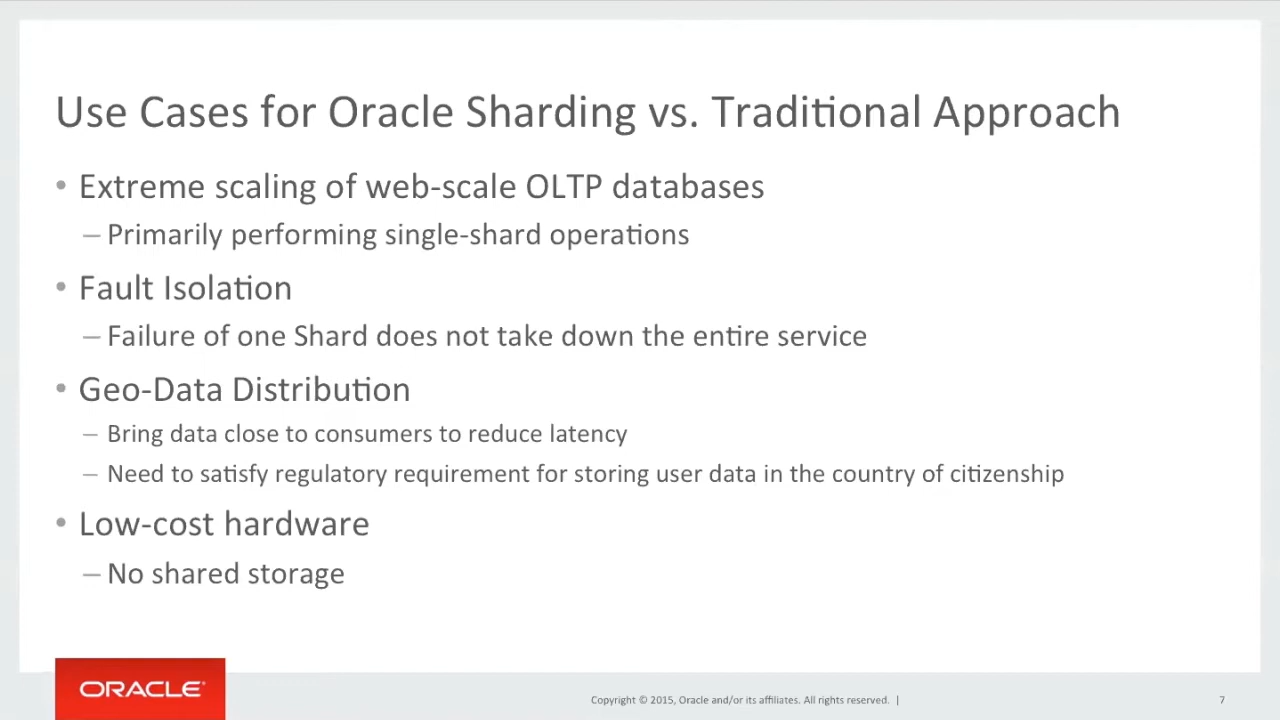 Use Cases for Oracle Sharding vs. Traditional Approach
• Extreme scaling of web-scale OLTP databases
– Primarily performing single-shard operations
• Fault Isolation
– Failure of one Shard does not take down the entire service
• Geo-Data Distribution
– Bring data close to consumers to reduce latency
– Need to satisfy regulatory requirement for storing user data in the country of citizenship
• Low-cost hardware
– No shared storage
ORACLE®
Copyright © 2015, Oracle and/or its affiliates. All rights reserved. |
7